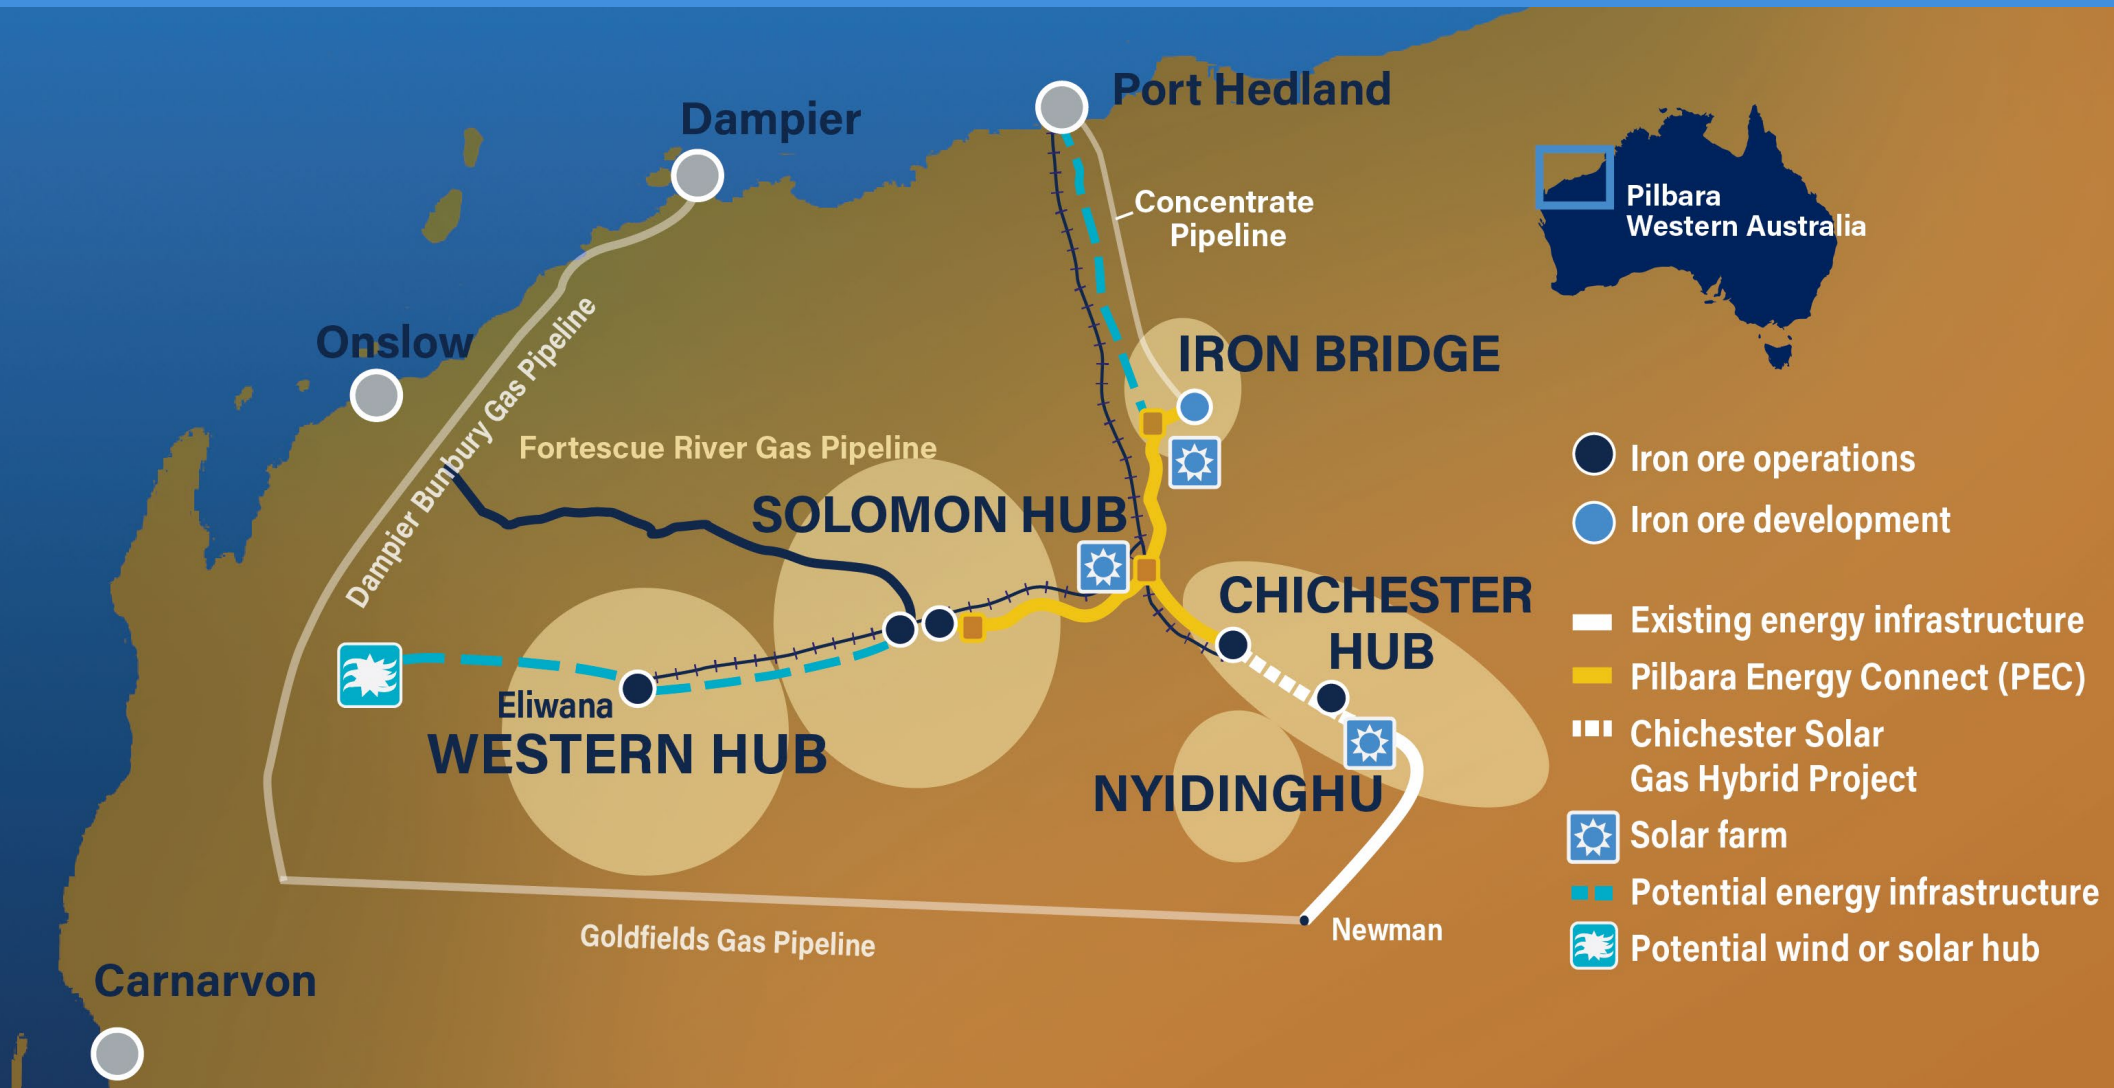 Port Hedland
Dampier
Pilbara
Western Australia
Concentrate
Pipeline
Onslow
Dampier Bunbury Gas Pipeline
IRON BRIDGE
Fortescue River Gas Pipeline
SOLOMON HUB
CHICHESTER
HUB
Eliwana
WESTERN HUB
NYIDINGHU
Newman
Goldfields Gas Pipeline
Carnarvon
Iron ore operations
Iron ore development
Existing energy infrastructure
Pilbara Energy Connect (PEC)
Chichester Solar
Gas Hybrid Project
Solar farm
Potential energy infrastructure
Potential wind or solar hub